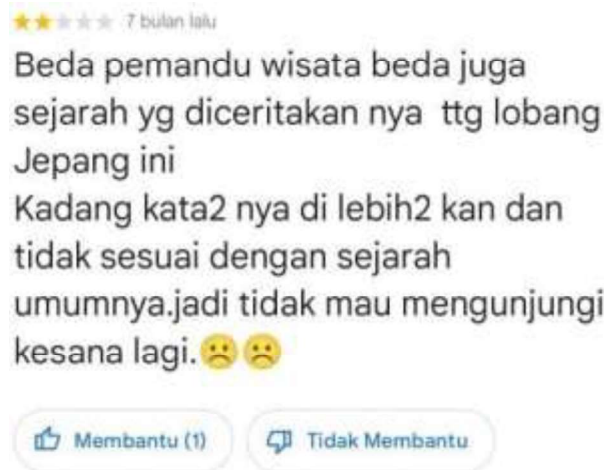 7 bulan lalu
Beda pemandu wisata beda juga
sejarah yg diceritakan nya ttg lobang
Jepang ini
Kadang kata2 nya di lebih2 kan dan
tidak sesuai dengan sejarah
umumnya.jadi tidak mau mengunjungi
kesana lagi.☹️☹️
Membantu (1) Tidak Membantu